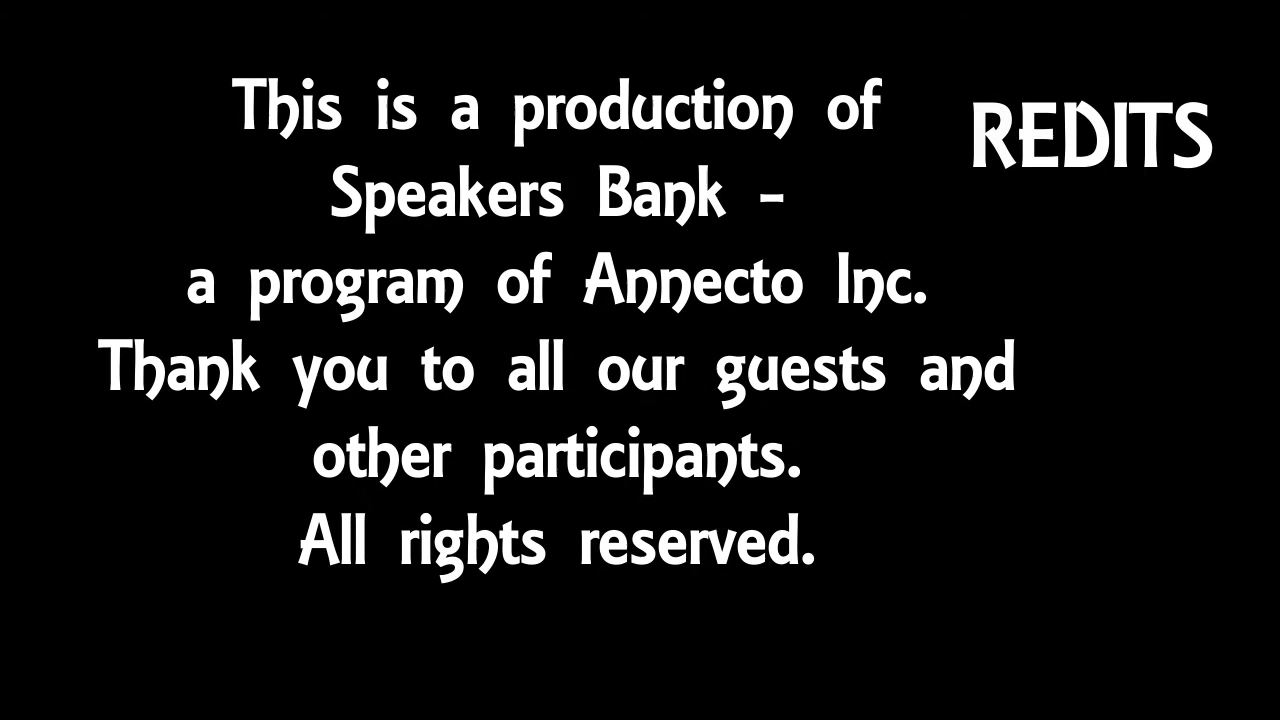 This is a production of
REDITS
Speakers Bank -
a program of Annecto Inc.
Thank you to all our guests and
other participants.
All rights reserved.